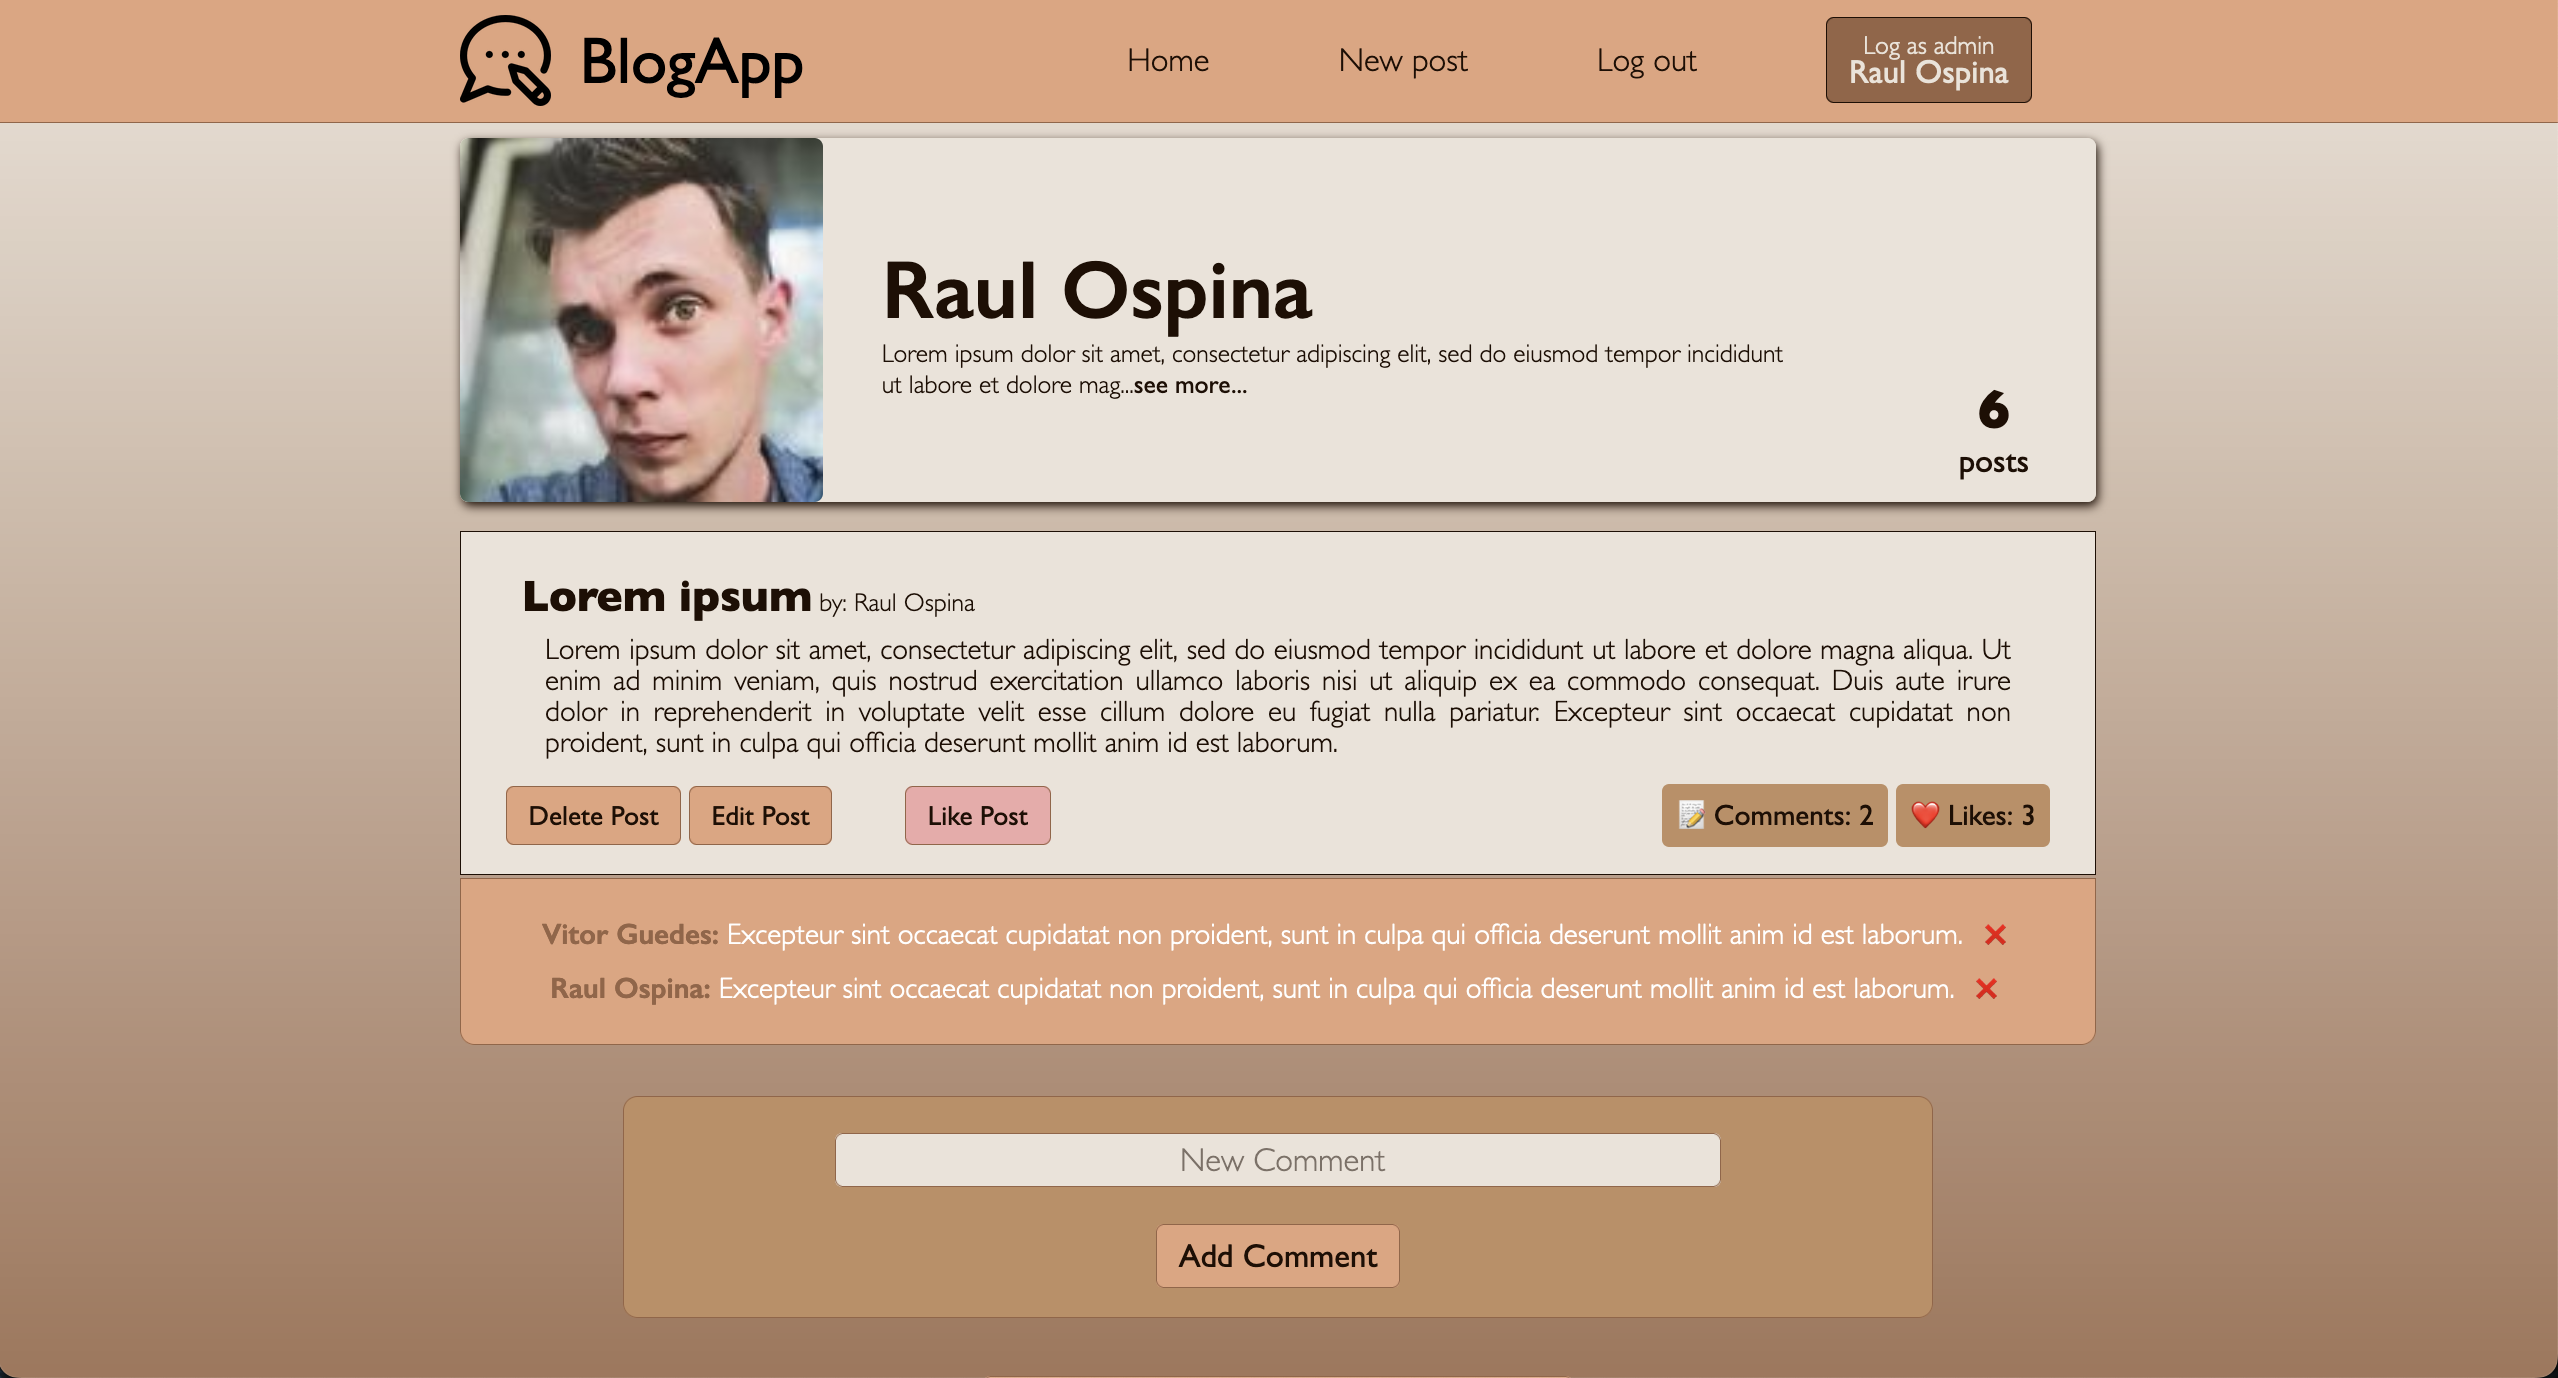 BlogApp
Home
New post
Log out
Log as admin
Raul Ospina
Raul Ospina
Lorem ipsum dolor sit amet, consectetur adipiscing elit, sed do eiusmod tempor incididunt
ut labore et dolore mag...see more...
6
posts
Lorem ipsum by: Raul Ospina
Lorem ipsum dolor sit amet, consectetur adipiscing elit, sed do eiusmod tempor incididunt ut labore et dolore magna aliqua. Ut
enim ad minim veniam, quis nostrud exercitation ullamco laboris nisi ut aliquip ex ea commodo consequat. Duis aute irure
dolor in reprehenderit in voluptate velit esse cillum dolore eu fugiat nulla pariatur. Excepteur sint occaecat cupidatat non
proident, sunt in culpa qui officia deserunt mollit anim id est laborum.
Delete Post
Edit Post
Like Post
📝 Comments: 2
❤️ Likes: 3
Vitor Guedes: Excepteur sint occaecat cupidatat non proident, sunt in culpa qui officia deserunt mollit anim id est laborum. ❌
Raul Ospina: Excepteur sint occaecat cupidatat non proident, sunt in culpa qui officia deserunt mollit anim id est laborum. ❌
New Comment
Add Comment